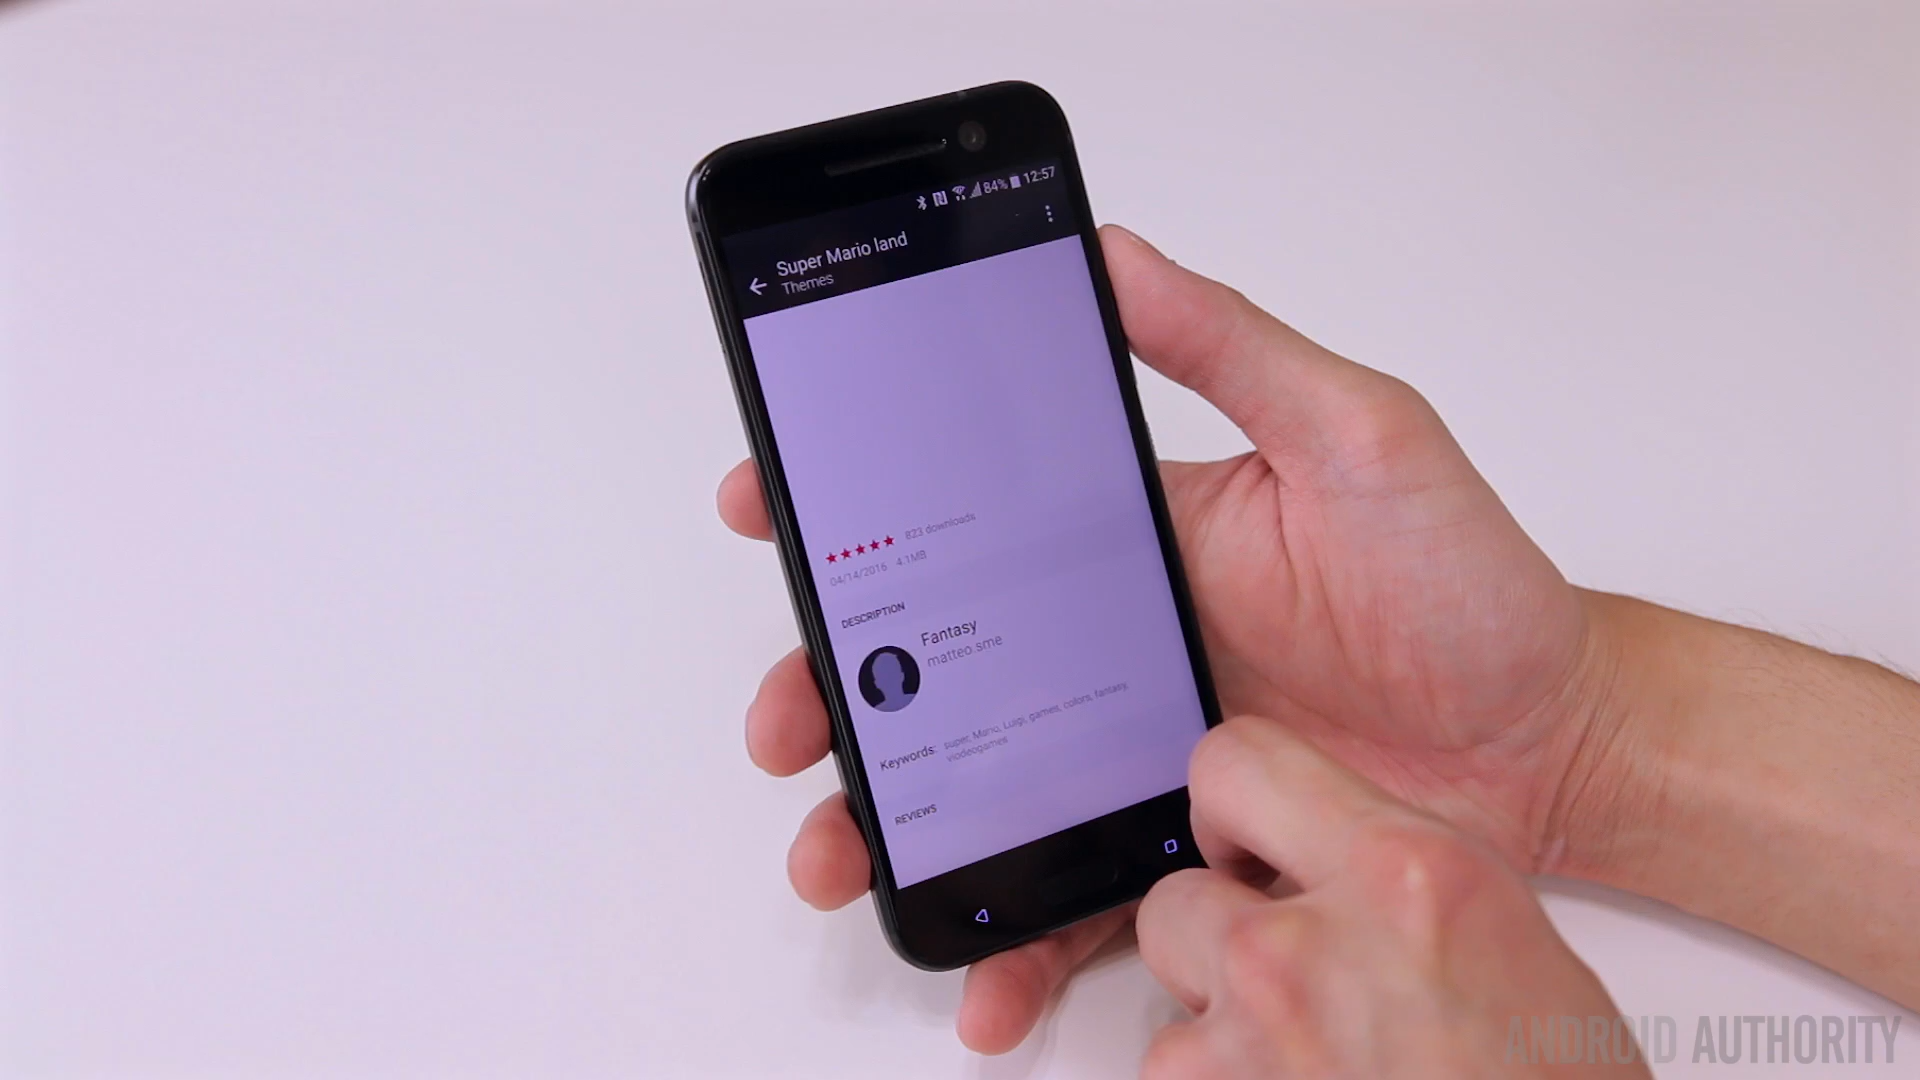 84% 12:57
Super Mario land
Themes
823 downloads
04/14/2016 4.1MB
DESCRIPTION
Fantasy
matteo.sme
Keywords: super, Mario, Luigi, games, colors, fantasy,
viodeogames
REVIEWS
ANDROID AUTHORITY